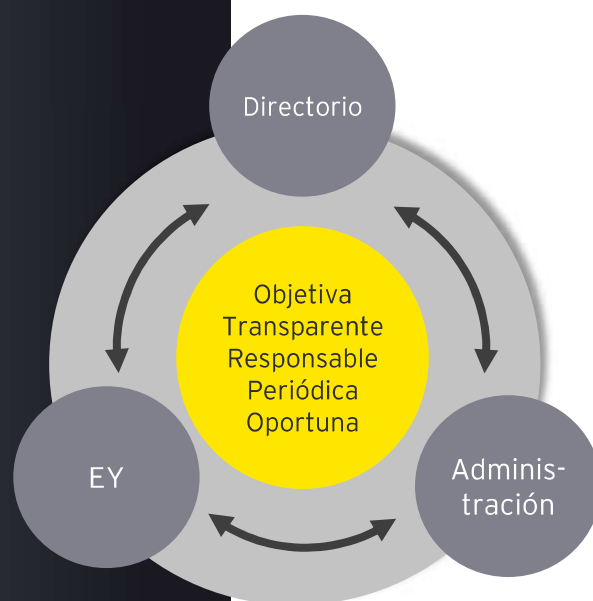 Directorio
Objetiva
Transparente
Responsable
Periódica
Oportuna
EY
Adminis-
tración